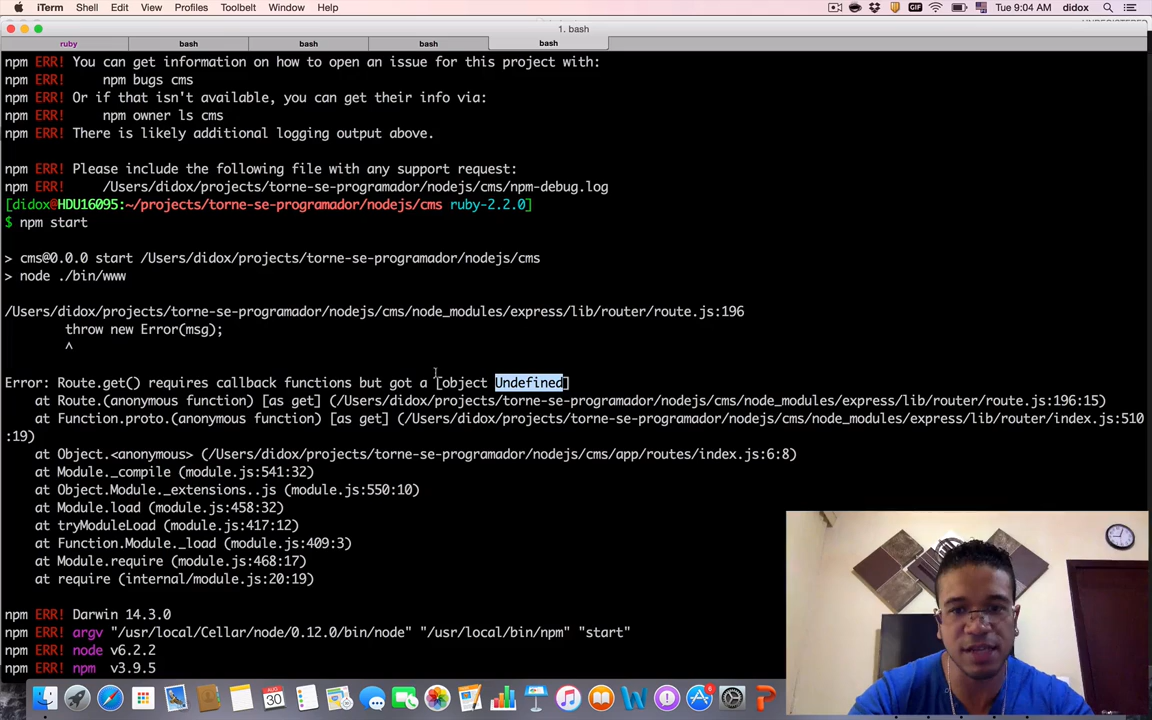 iTerm Shell Edit View Profiles Toolbelt Window Help GIF Tue 9:04 AM didox
1. bash
ruby bash bash bash bash
npm ERR! You can get information on how to open an issue for this project with:
npm ERR! npm bugs cms
npm ERR! Or if that isn't available, you can get their info via:
npm ERR! npm owner ls cms
npm ERR! There is likely additional logging output above.
npm ERR! Please include the following file with any support request:
npm ERR! /Users/didox/projects/torne-se-programador/nodejs/cms/npm-debug.log
[didox@HDU16095:~/projects/torne-se-programador/nodejs/cms ruby-2.2.0]
$ npm start
> cms@0.0.0 start /Users/didox/projects/torne-se-programador/nodejs/cms
> node ./bin/www
/Users/didox/projects/torne-se-programador/nodejs/cms/node_modules/express/lib/router/route.js:196
throw new Error(msg);
^
Error: Route.get() requires callback functions but got a [object Undefined]
at Route.(anonymous function) [as get] (/Users/didox/projects/torne-se-programador/nodejs/cms/node_modules/express/lib/router/route.js:196:15)
at Function.proto.(anonymous function) [as get] (/Users/didox/projects/torne-se-programador/nodejs/cms/node_modules/express/lib/router/index.js:510
:19)
at Object.<anonymous> (/Users/didox/projects/torne-se-programador/nodejs/cms/app/routes/index.js:6:8)
at Module._compile (module.js:541:32)
at Object.Module._extensions..js (module.js:550:10)
at Module.load (module.js:458:32)
at tryModuleLoad (module.js:417:12)
at Function.Module._load (module.js:409:3)
at Module.require (module.js:468:17)
at require (internal/module.js:20:19)
npm ERR! Darwin 14.3.0
npm ERR! argv "/usr/local/Cellar/node/0.12.0/bin/node" "/usr/local/bin/npm" "start"
npm ERR! node v6.2.2
npm ERR! npm v3.9.5